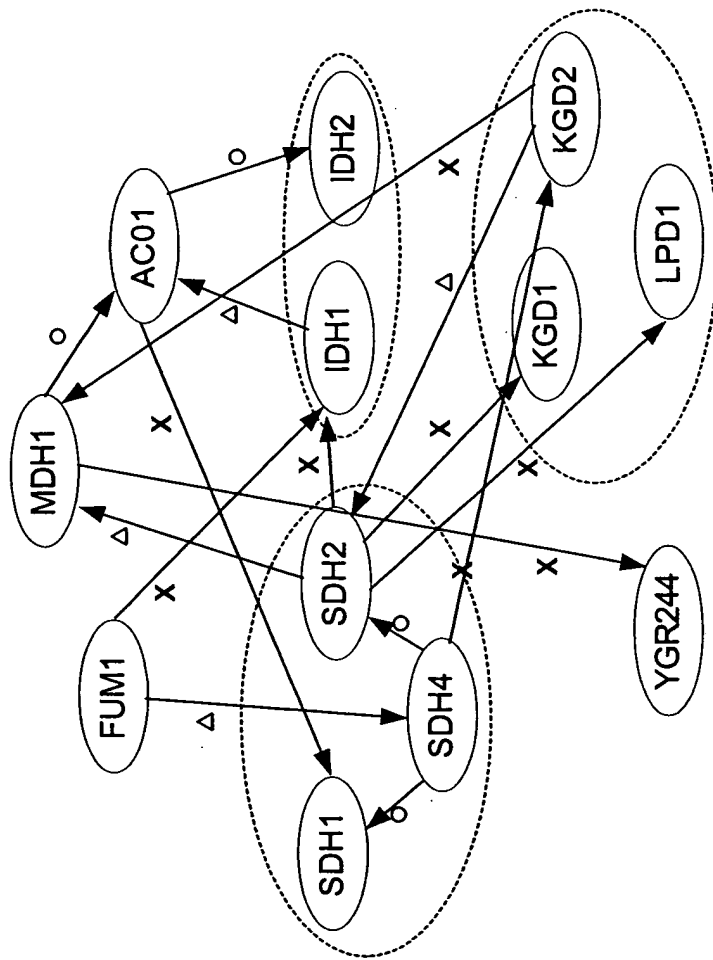 MDH1
FUM1
AC01
SDH1
SDH2
IDH1
IDH2
SDH4
KGD1
KGD2
YGR244
LPD1